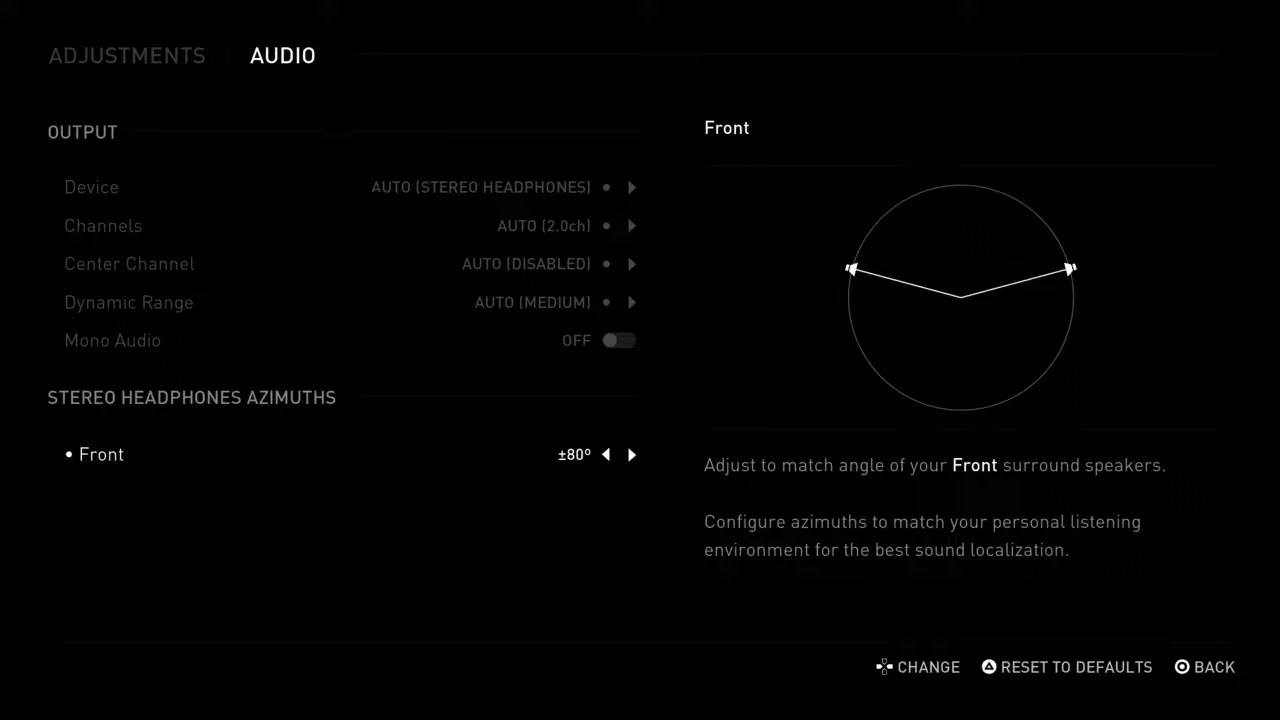 ADJUSTMENTS AUDIO
OUTPUT
Device AUTO (STEREO HEADPHONES)
Channels AUTO (2.0ch)
Center Channel AUTO (DISABLED)
Dynamic Range AUTO (MEDIUM)
Mono Audio OFF
STEREO HEADPHONES AZIMUTHS
• Front ±80º
Front
Adjust to match angle of your Front surround speakers.
Configure azimuths to match your personal listening
environment for the best sound localization.
CHANGE RESET TO DEFAULTS BACK